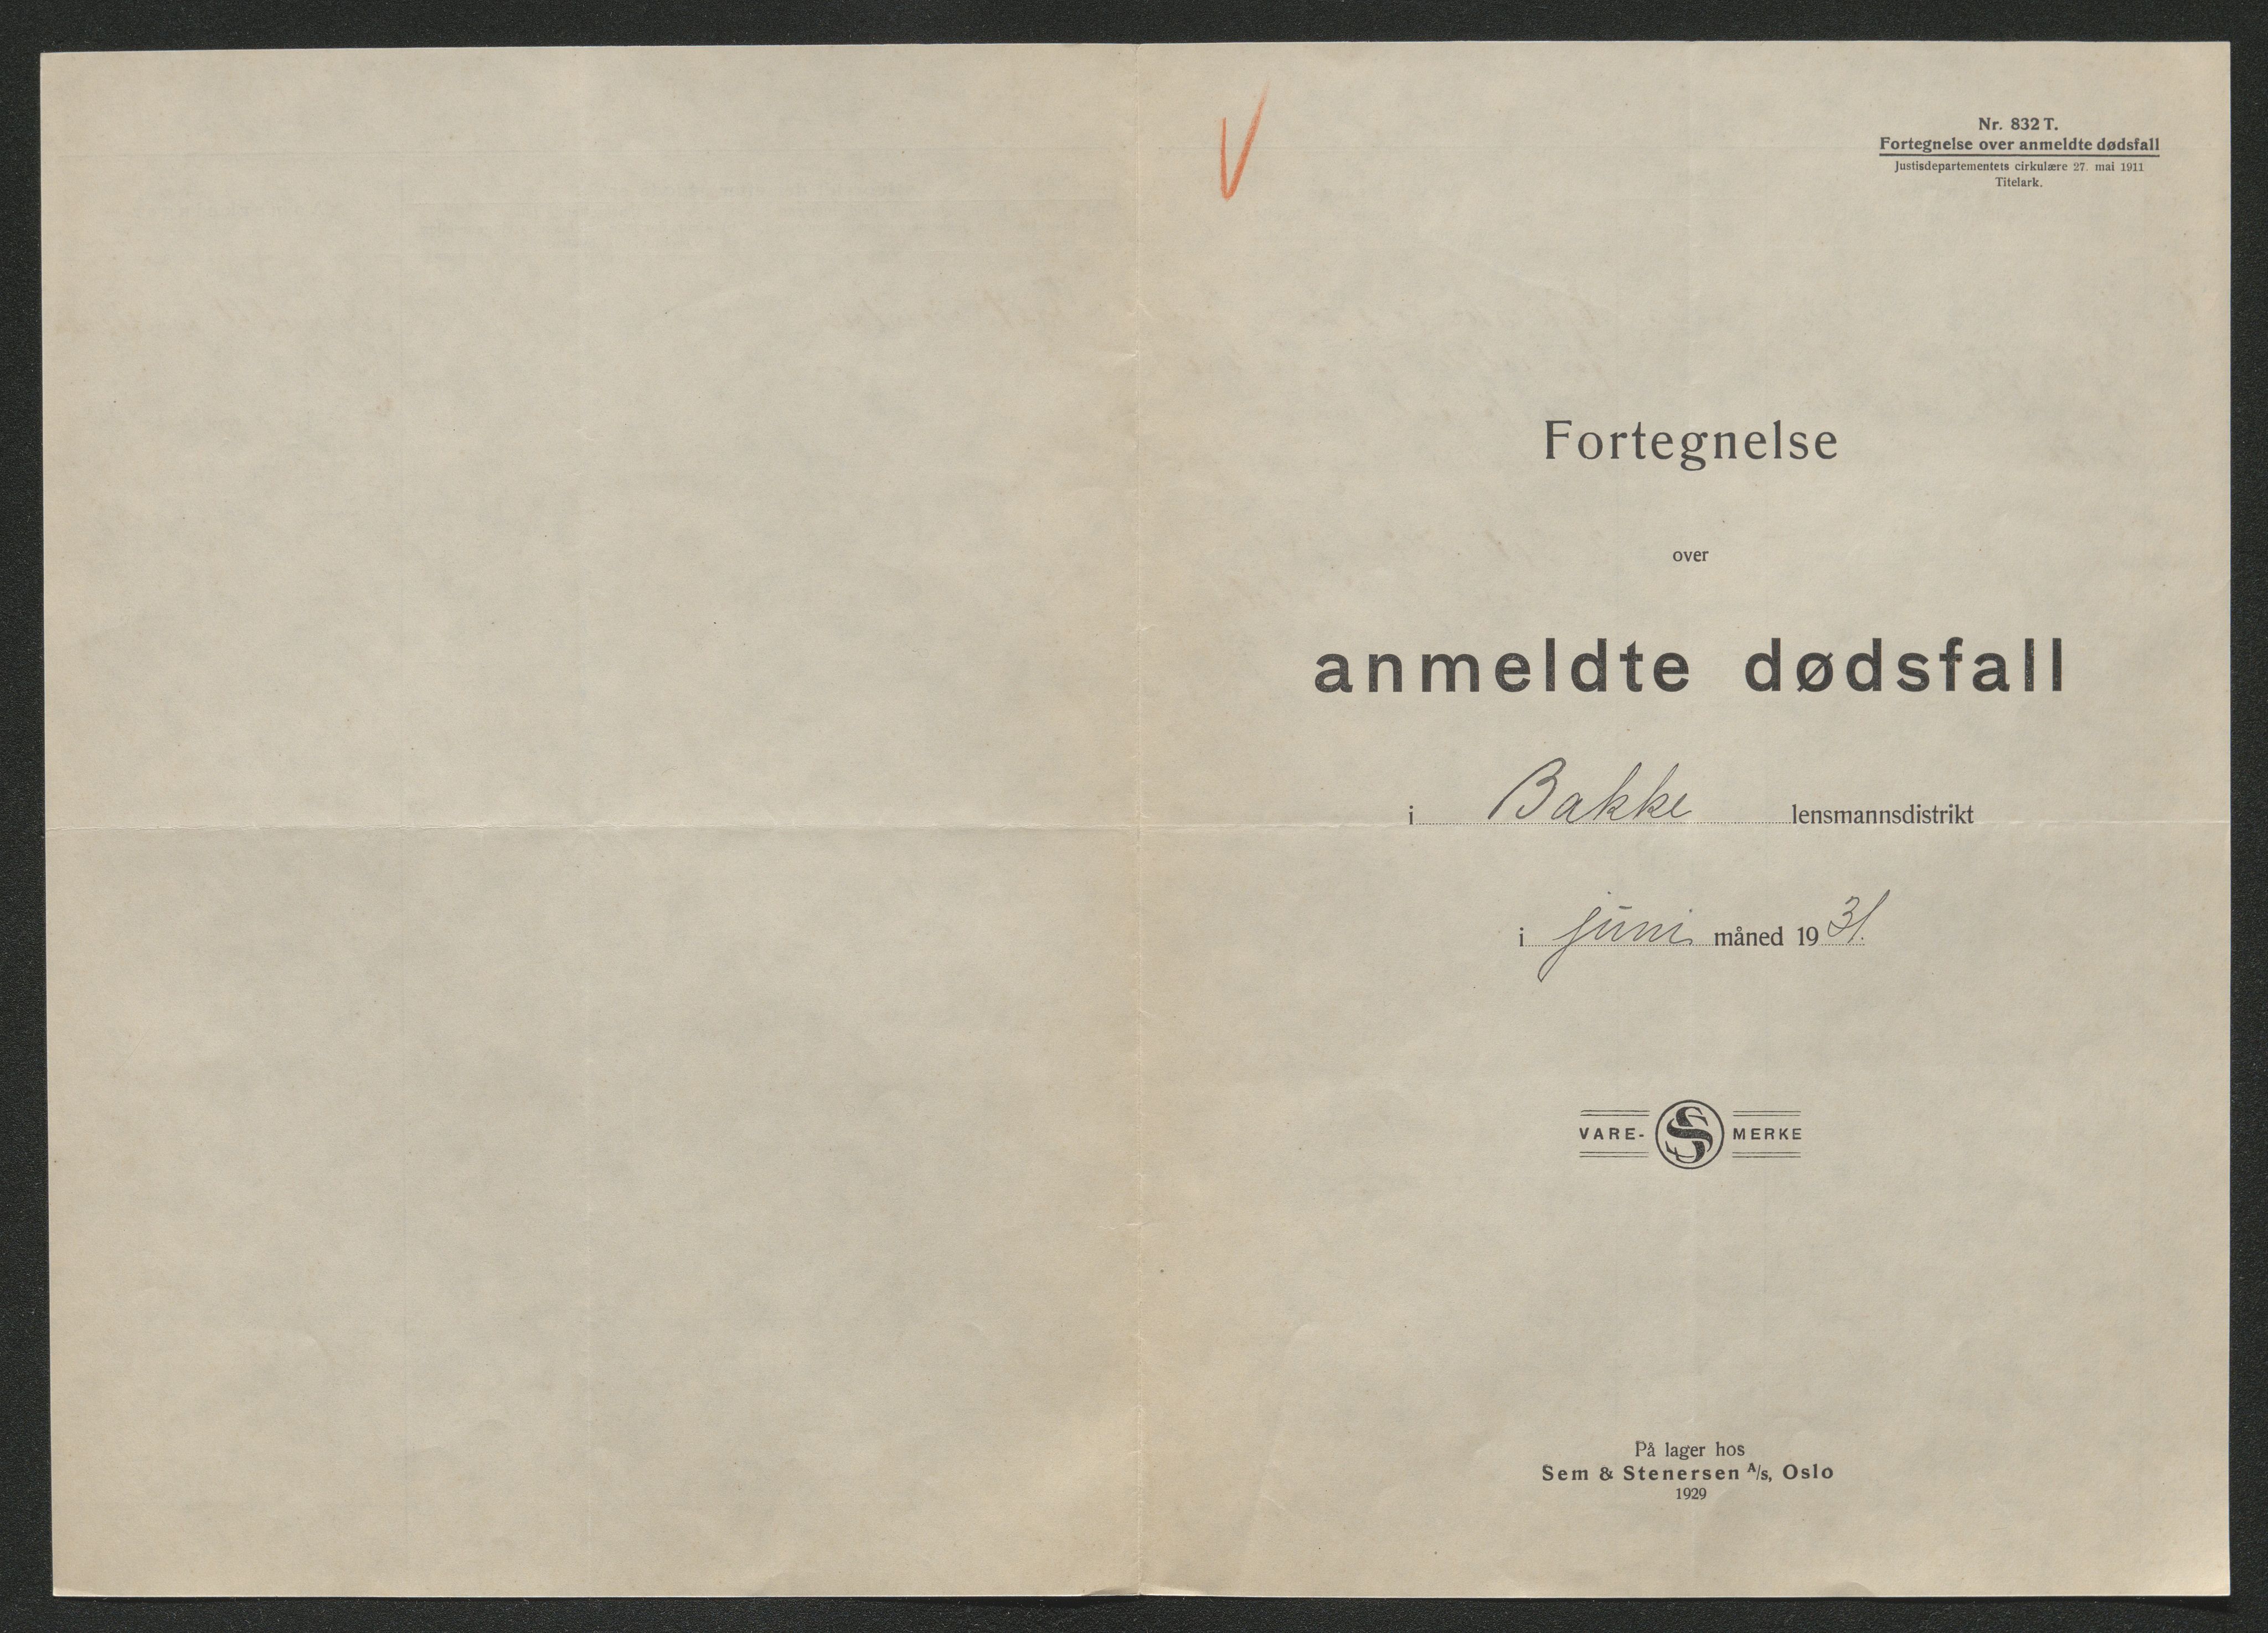 Nr. 832 T.
Fortegnelse over anmeldte dødsfall
Justisdepartementets cirkulære 27. mai 1911
Titelark.
Fortegnelse
over
anmeldte dødsfall
i Bakke lensmannsdistrikt
i juni måned 1931.
VARE- S MERKE
På lager hos
Sem & Stenersen A/s, Oslo
1929